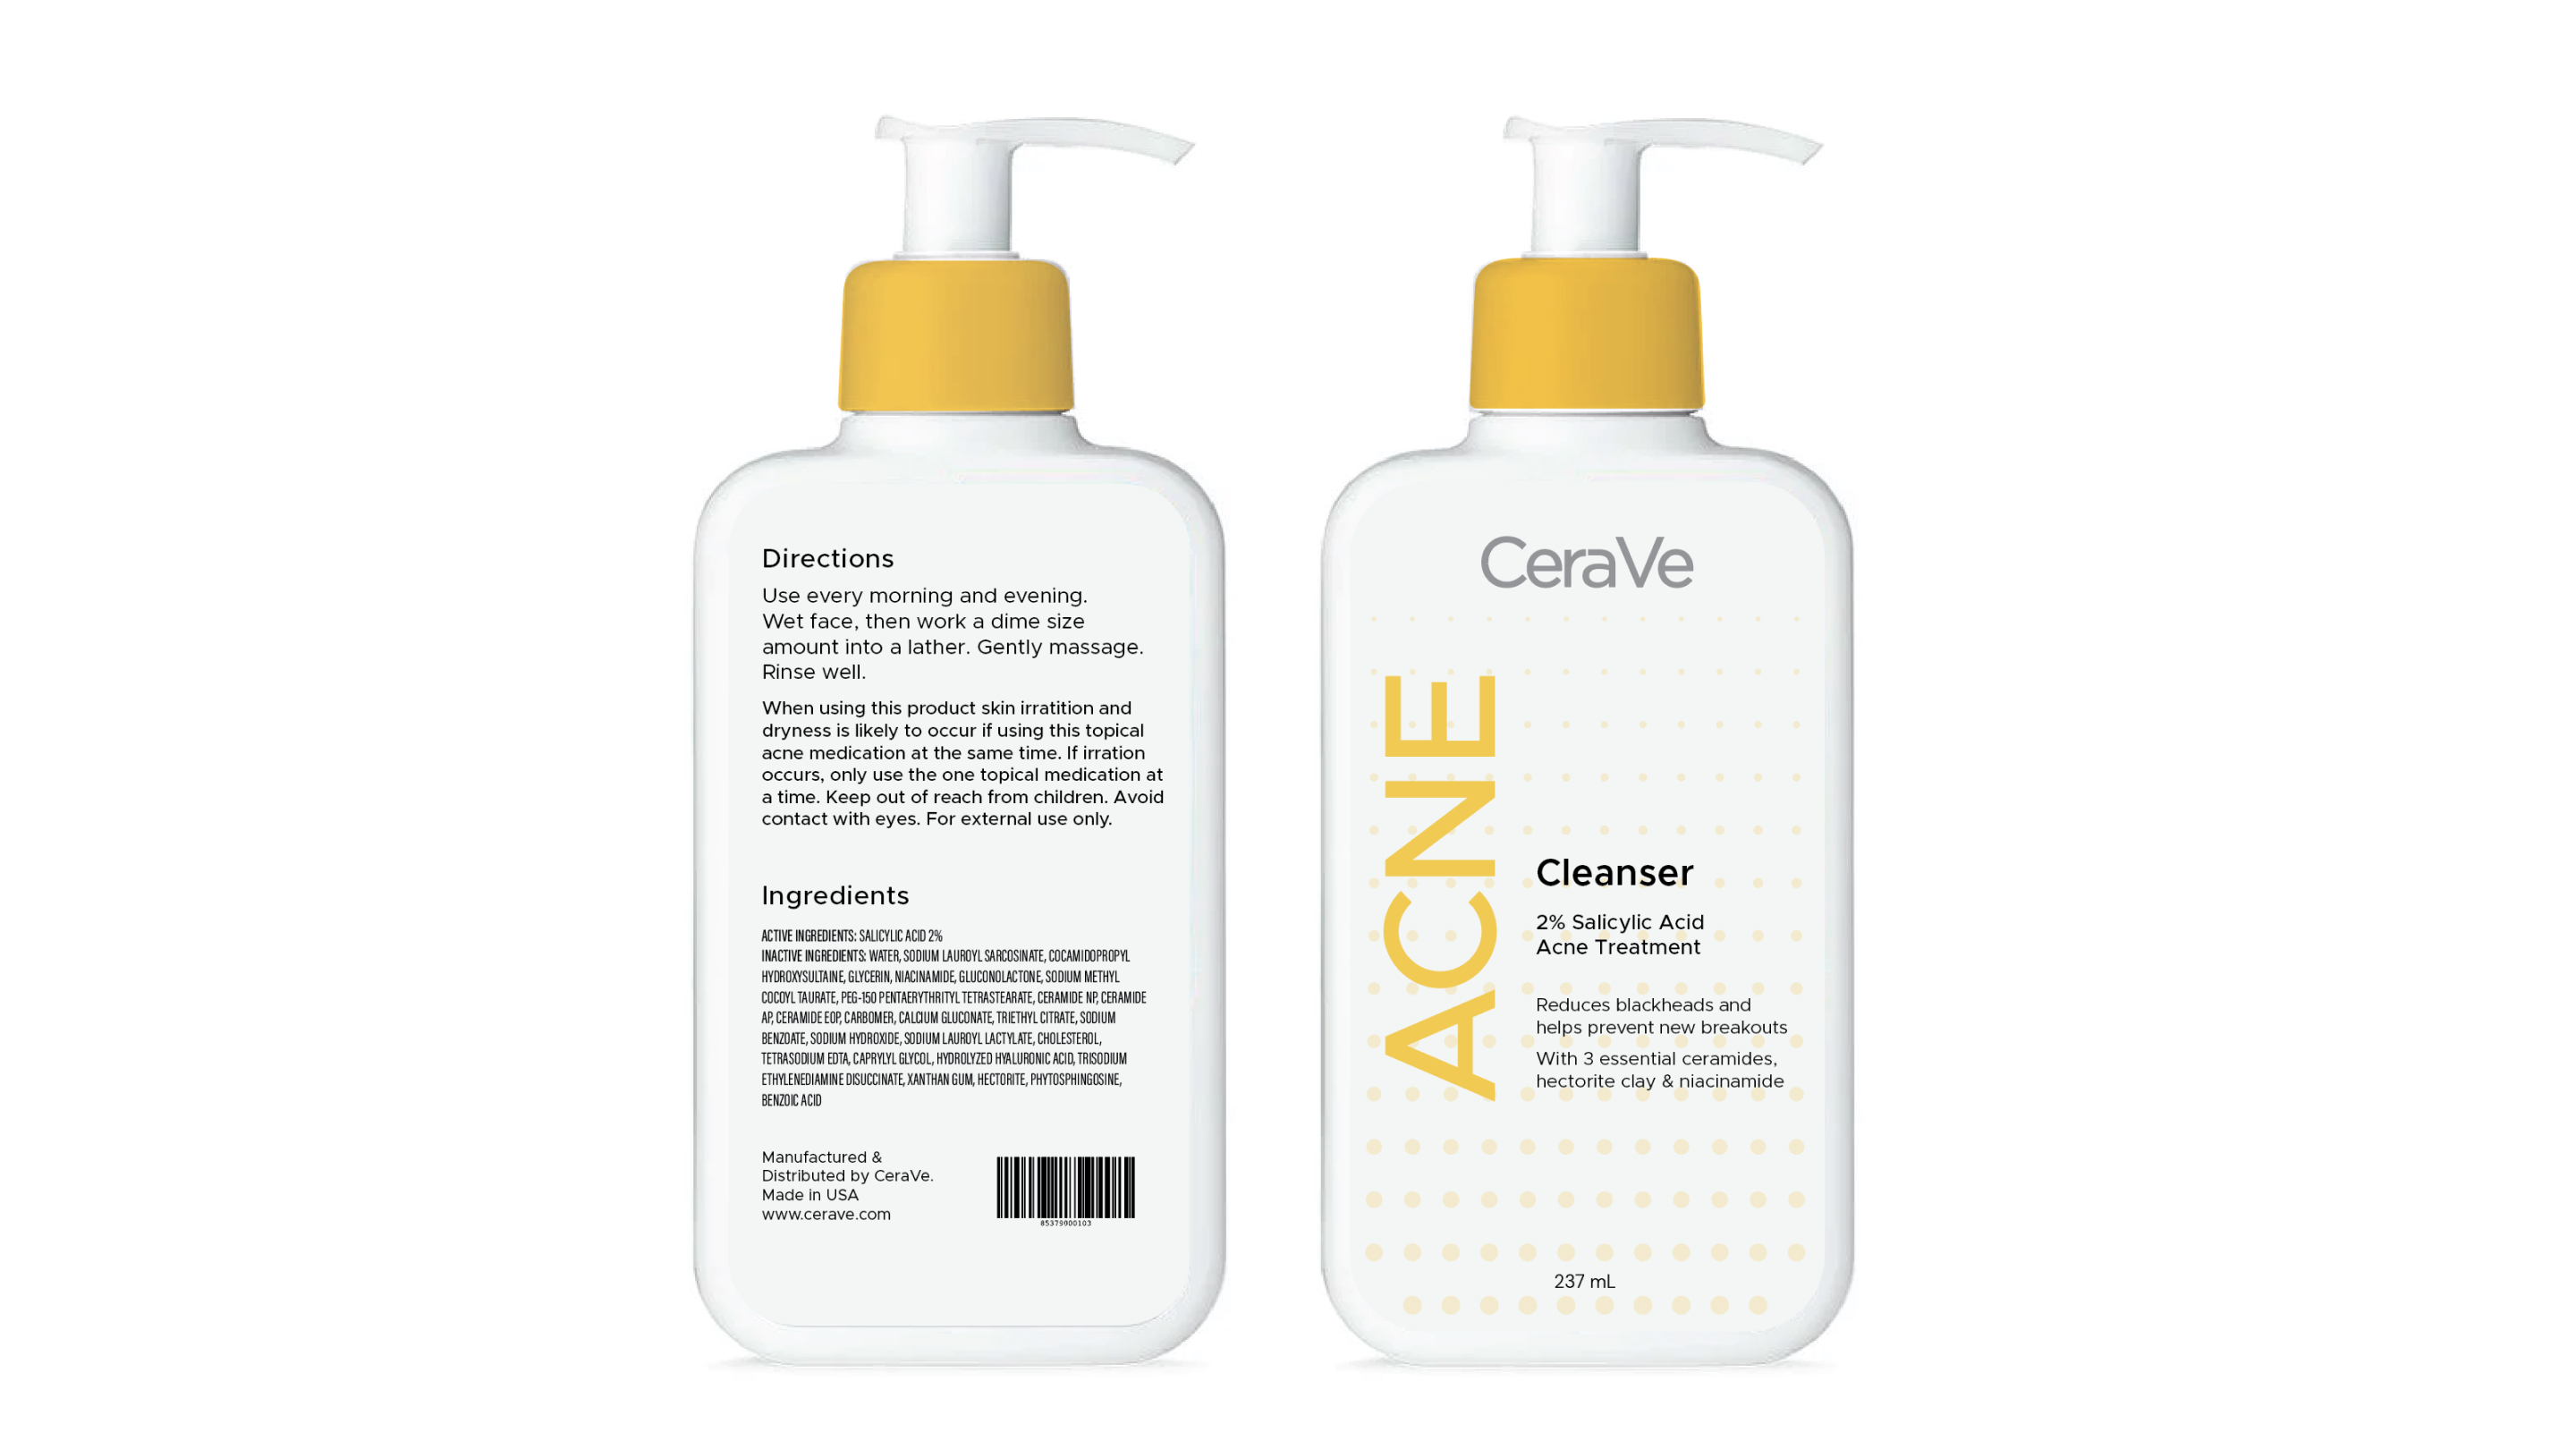 Directions
Use every morning and evening.
Wet face, then work a dime size
amount into a lather. Gently massage.
Rinse well.
When using this product skin irratition and
dryness is likely to occur if using this topical
acne medication at the same time. If irration
occurs, only use the one topical medication at
a time. Keep out of reach from children. Avoid
contact with eyes. For external use only.
Ingredients
ACTIVE INGREDIENTS: SALICYLIC ACID 2%
INACTIVE INGREDIENTS: WATER, SODIUM LAUROYL SARCOSINATE, COCAMIDOPROPYL
HYDROXYSULTAINE, GLYCERIN, NIACINAMIDE, GLUCONOLACTONE, SODIUM METHYL
COCOYL TAURATE, PEG-150 PENTAERYTHRITYL TETRASTEARATE, CERAMIDE NP, CERAMIDE
AP, CERAMIDE EOP, CARBOMER, CALCIUM GLUCONATE, TRIETHYL CITRATE, SODIUM
BENZOATE, SODIUM HYDROXIDE, SODIUM LAUROYL LACTYLATE, CHOLESTEROL,
TETRASODIUM EDTA, CAPRYLYL GLYCOL, HYDROLYZED HYALURONIC ACID, TRISODIUM
ETHYLENEDIAMINE DISUCCINATE, XANTHAN GUM, HECTORITE, PHYTOSPHINGOSINE,
BENZOIC ACID
Manufactured &
Distributed by CeraVe.
Made in USA
www.cerave.com
85379000103
CeraVe
ACNE
Cleanser
2% Salicylic Acid
Acne Treatment
Reduces blackheads and
helps prevent new breakouts
With 3 essential ceramides,
hectorite clay & niacinamide
237 mL